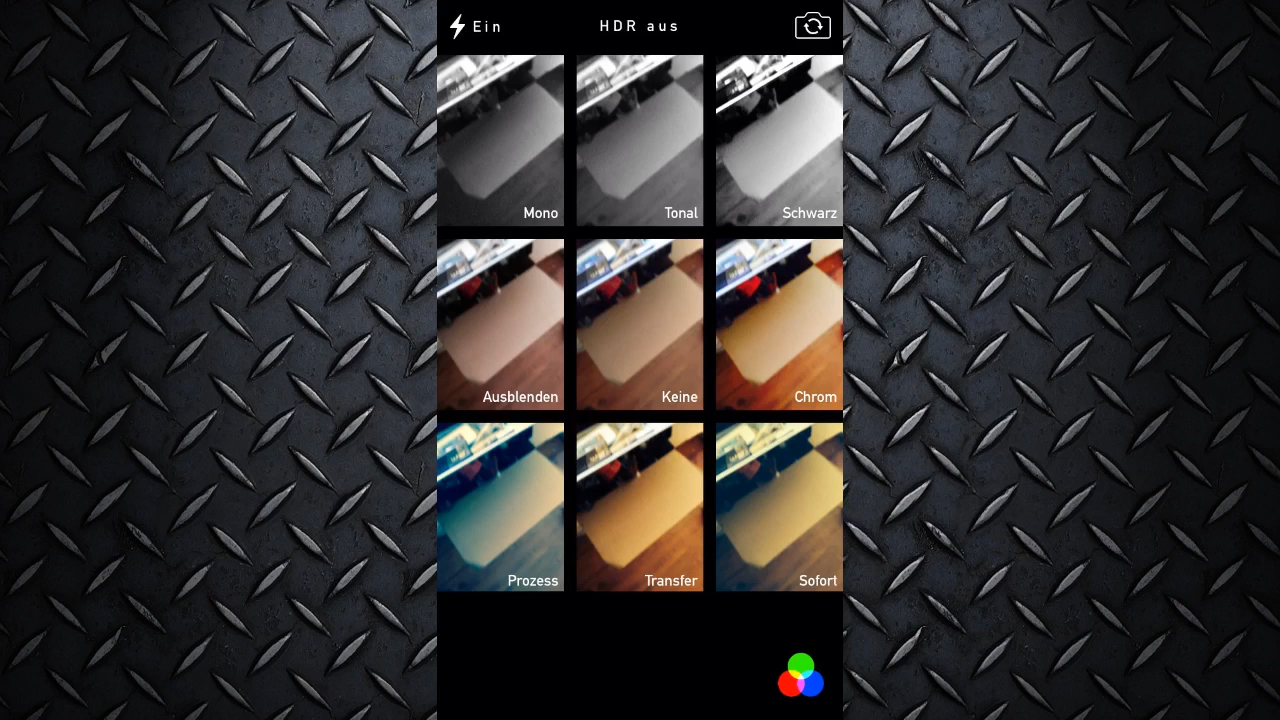 Ein
HDR aus
Mono
Tonal
Schwarz
Ausblenden
Keine
Chrom
Prozess
Transfer
Sofort